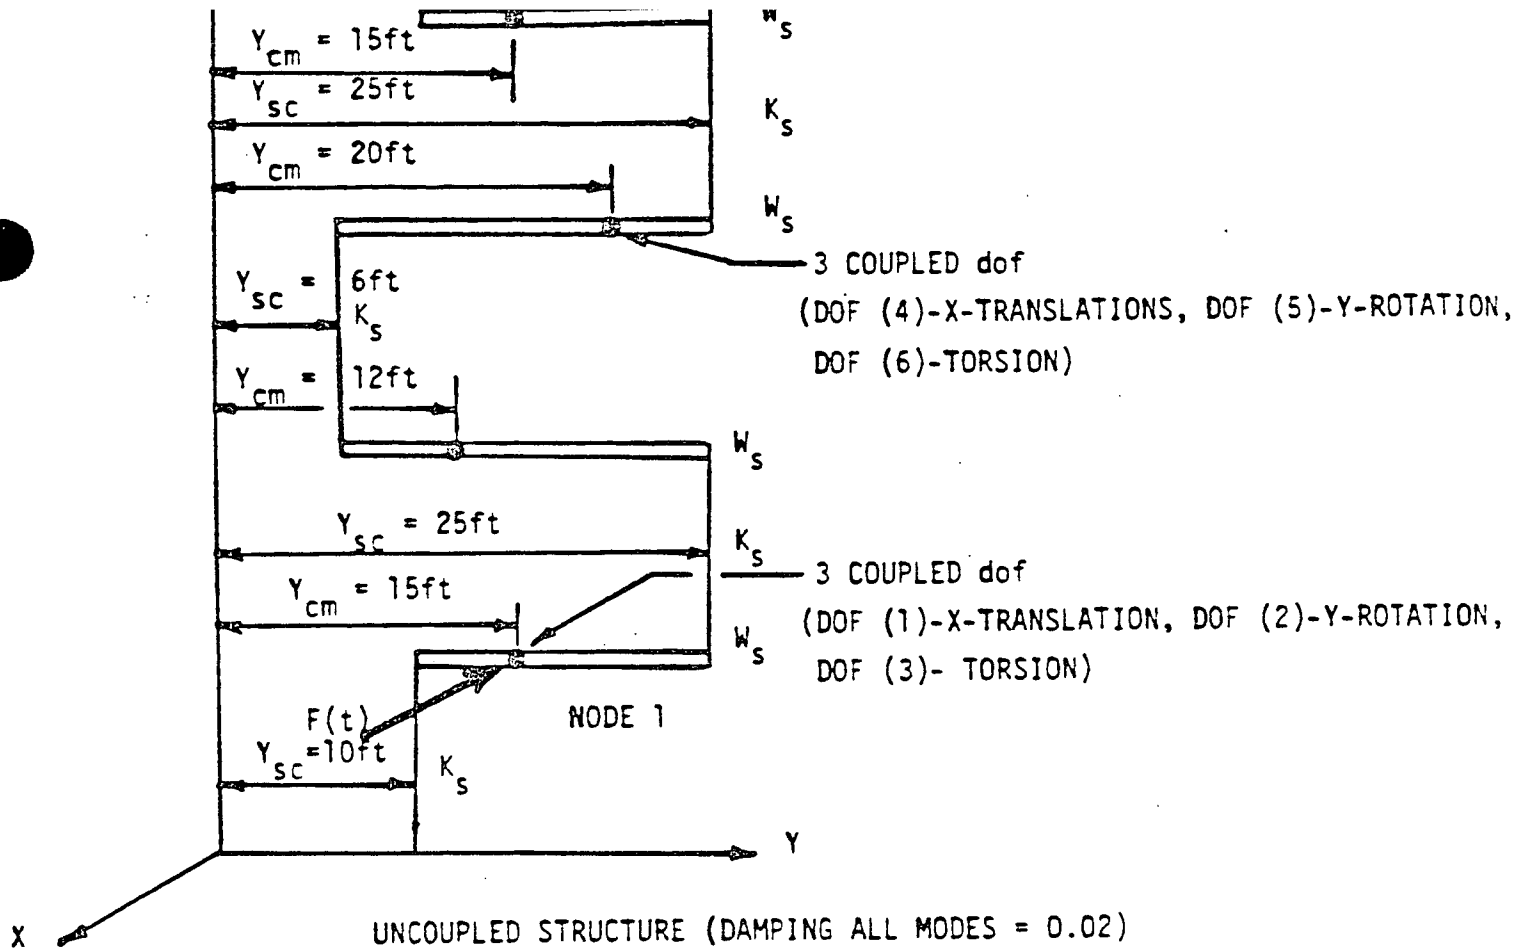 W_s
Y_cm = 15ft
Y_sc = 25ft
K_s
Y_cm = 20ft
W_s
3 COUPLED dof
(DOF (4)-X-TRANSLATIONS, DOF (5)-Y-ROTATION,
DOF (6)-TORSION)
Y_sc = 6ft
K_s
Y_cm = 12ft
W_s
Y_sc = 25ft
K_s
3 COUPLED dof
Y_cm = 15ft
(DOF (1)-X-TRANSLATION, DOF (2)-Y-ROTATION,
DOF (3)- TORSION)
W_s
F(t)
NODE 1
Y_sc =10ft
K_s
Y
X
UNCOUPLED STRUCTURE (DAMPING ALL MODES = 0.02)